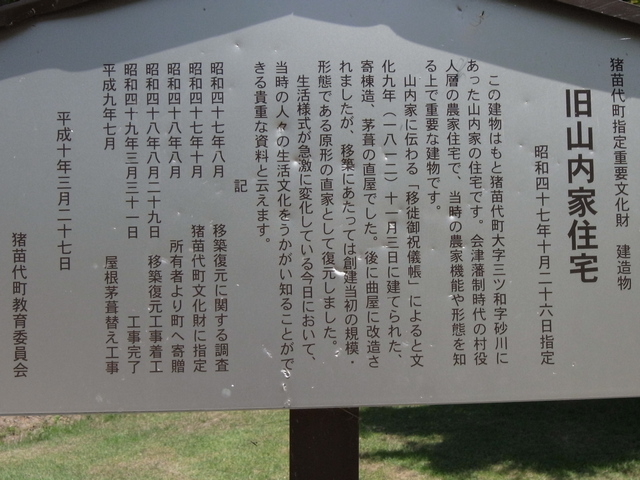 猪苗代町指定重要文化財　建造物
旧山内家住宅
昭和四十七年十月二十六日指定
この建物はもと猪苗代町大字三ツ和字砂川に
あった山内家の住宅です。会津藩制時代の村役
人層の農家住宅で、当時の農家機能や形態を知
る上で重要な建物です。
山内家に伝わる「移徙御祝儀帳」によると文
化九年（一八一二）十一月三日に建てられた、
寄棟造、茅葺の直屋でした。後に曲屋に改造さ
れましたが、移築にあたっては創建当初の規模・
形態である原形の直家として復元しました。
生活様式が急激に変化している今日において、
当時の人々の生活文化をうかがい知ることがで
きる貴重な資料と云えます。
記
昭和四十七年八月　移築復元に関する調査
昭和四十七年十月　猪苗代町文化財に指定
昭和四十八年八月　所有者より町へ寄贈
昭和四十八年八月二十九日　移築復元工事着工
昭和四十九年三月三十一日　工事完了
平成九年七月　屋根茅葺替え工事
平成十年三月二十七日
猪苗代町教育委員会